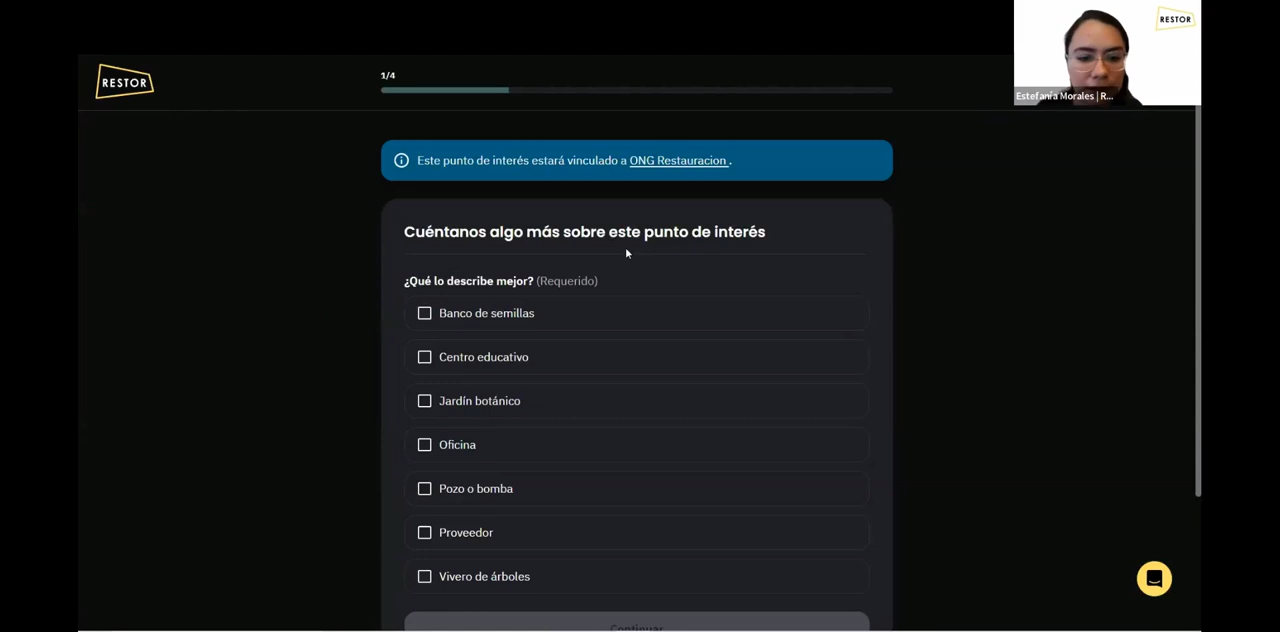 RESTOR
1/4
RESTOR
Estefanía Morales | R...
Este punto de interés estará vinculado a ONG Restauracion .
Cuéntanos algo más sobre este punto de interés
¿Qué lo describe mejor? (Requerido)
Banco de semillas
Centro educativo
Jardín botánico
Oficina
Pozo o bomba
Proveedor
Vivero de árboles
Continuar